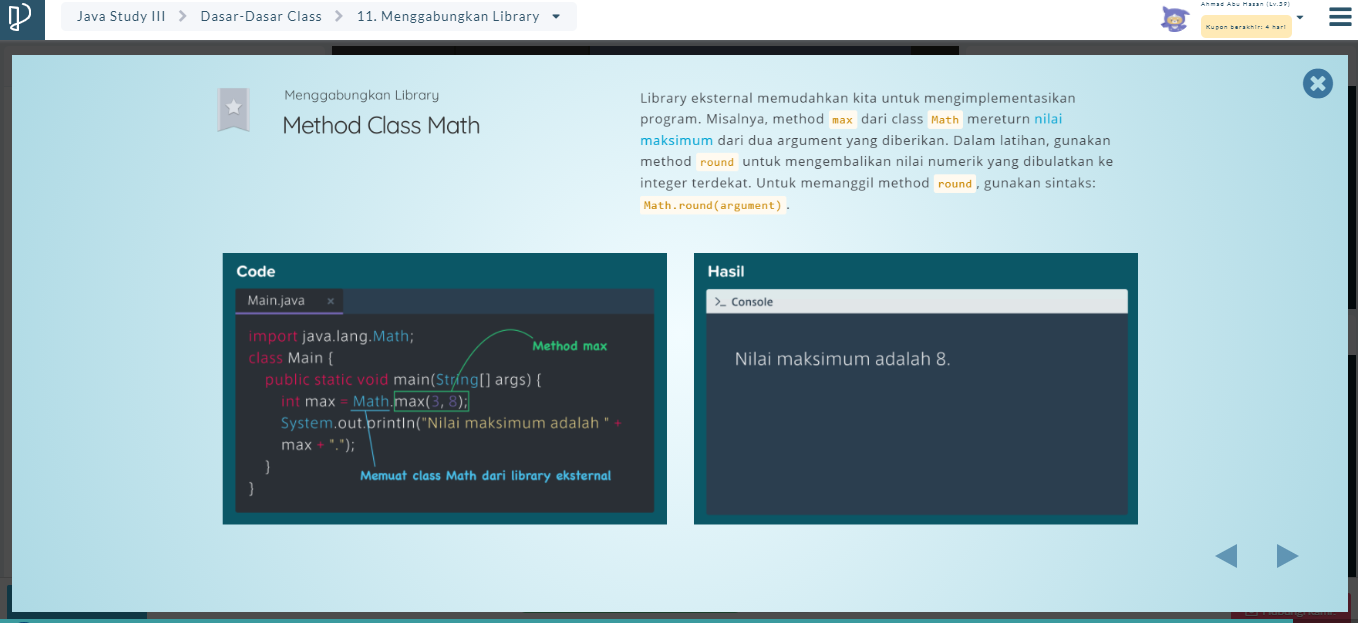 Java Study III
Dasar-Dasar Class
11. Menggabungkan Library
Ahmad Abu Hasan (Lv.39)
Kupon berakhir: 4 hari
Menggabungkan Library
Method Class Math
Library eksternal memudahkan kita untuk mengimplementasikan
program. Misalnya, method max dari class Math mereturn nilai
maksimum dari dua argument yang diberikan. Dalam latihan, gunakan
method round untuk mengembalikan nilai numerik yang dibulatkan ke
integer terdekat. Untuk memanggil method round, gunakan sintaks:
Math.round(argument).
Code
Main.java ×
import java.lang.Math;
class Main {
public static void main(String[] args) {
int max = Math.max(3, 8);
System.out.println("Nilai maksimum adalah " +
max + ".");
}
}
Method max
Memuat class Math dari library eksternal
Hasil
>_ Console
Nilai maksimum adalah 8.